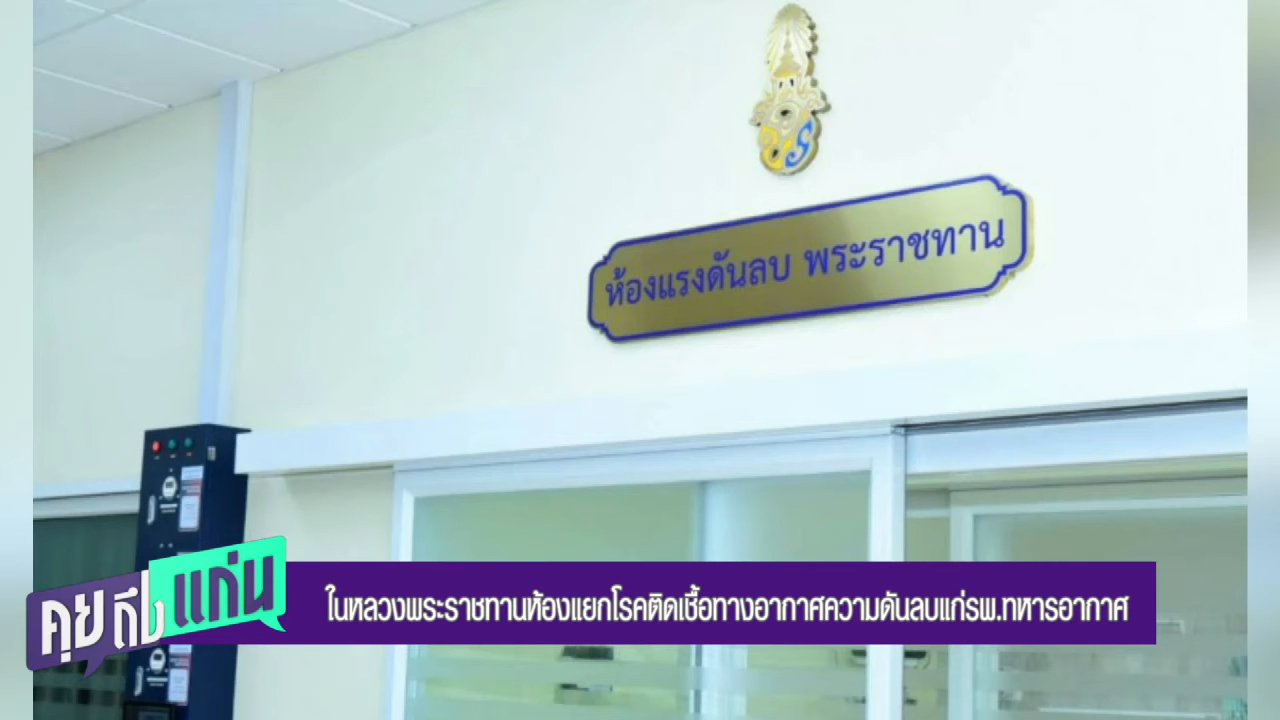 ห้องแรงดันลบ พระราชทาน
คุยถึงแก่น
ในหลวงพระราชทานห้องแยกโรคติดเชื้อทางอากาศความดันลบแก่รพ.ทหารอากาศ